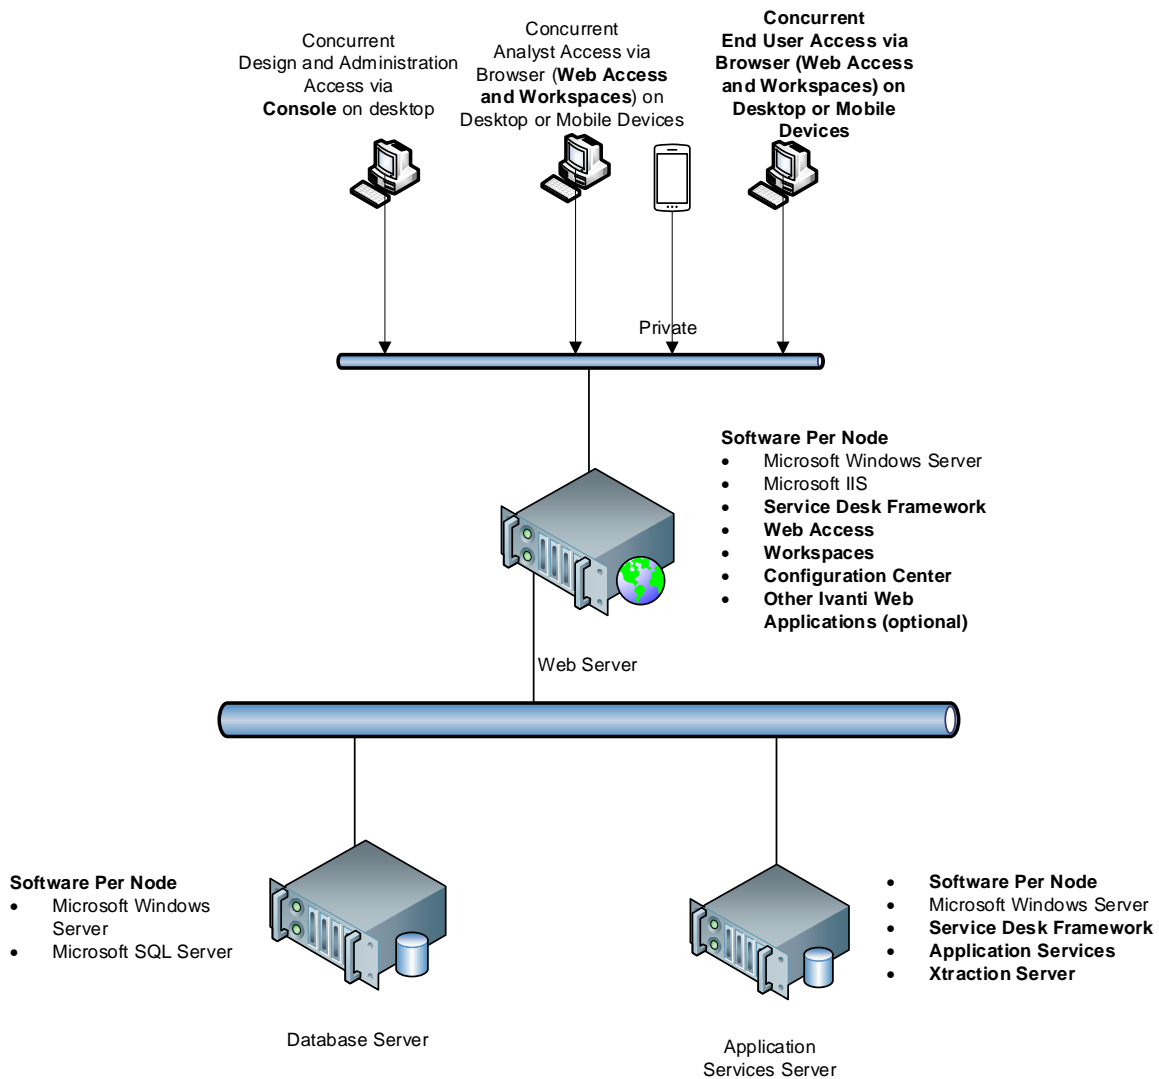 Concurrent
Design and Administration
Access via
Console on desktop
Concurrent
Analyst Access via
Browser (Web Access
and Workspaces) on
Desktop or Mobile Devices
Concurrent
End User Access via
Browser (Web Access
and Workspaces) on
Desktop or Mobile
Devices
Private
Software Per Node
• Microsoft Windows Server
• Microsoft IIS
• Service Desk Framework
• Web Access
• Workspaces
• Configuration Center
• Other Ivanti Web
Applications (optional)
Web Server
Software Per Node
• Microsoft Windows
Server
• Microsoft SQL Server
Database Server
• Software Per Node
• Microsoft Windows Server
• Service Desk Framework
• Application Services
• Xtraction Server
Application
Services Server